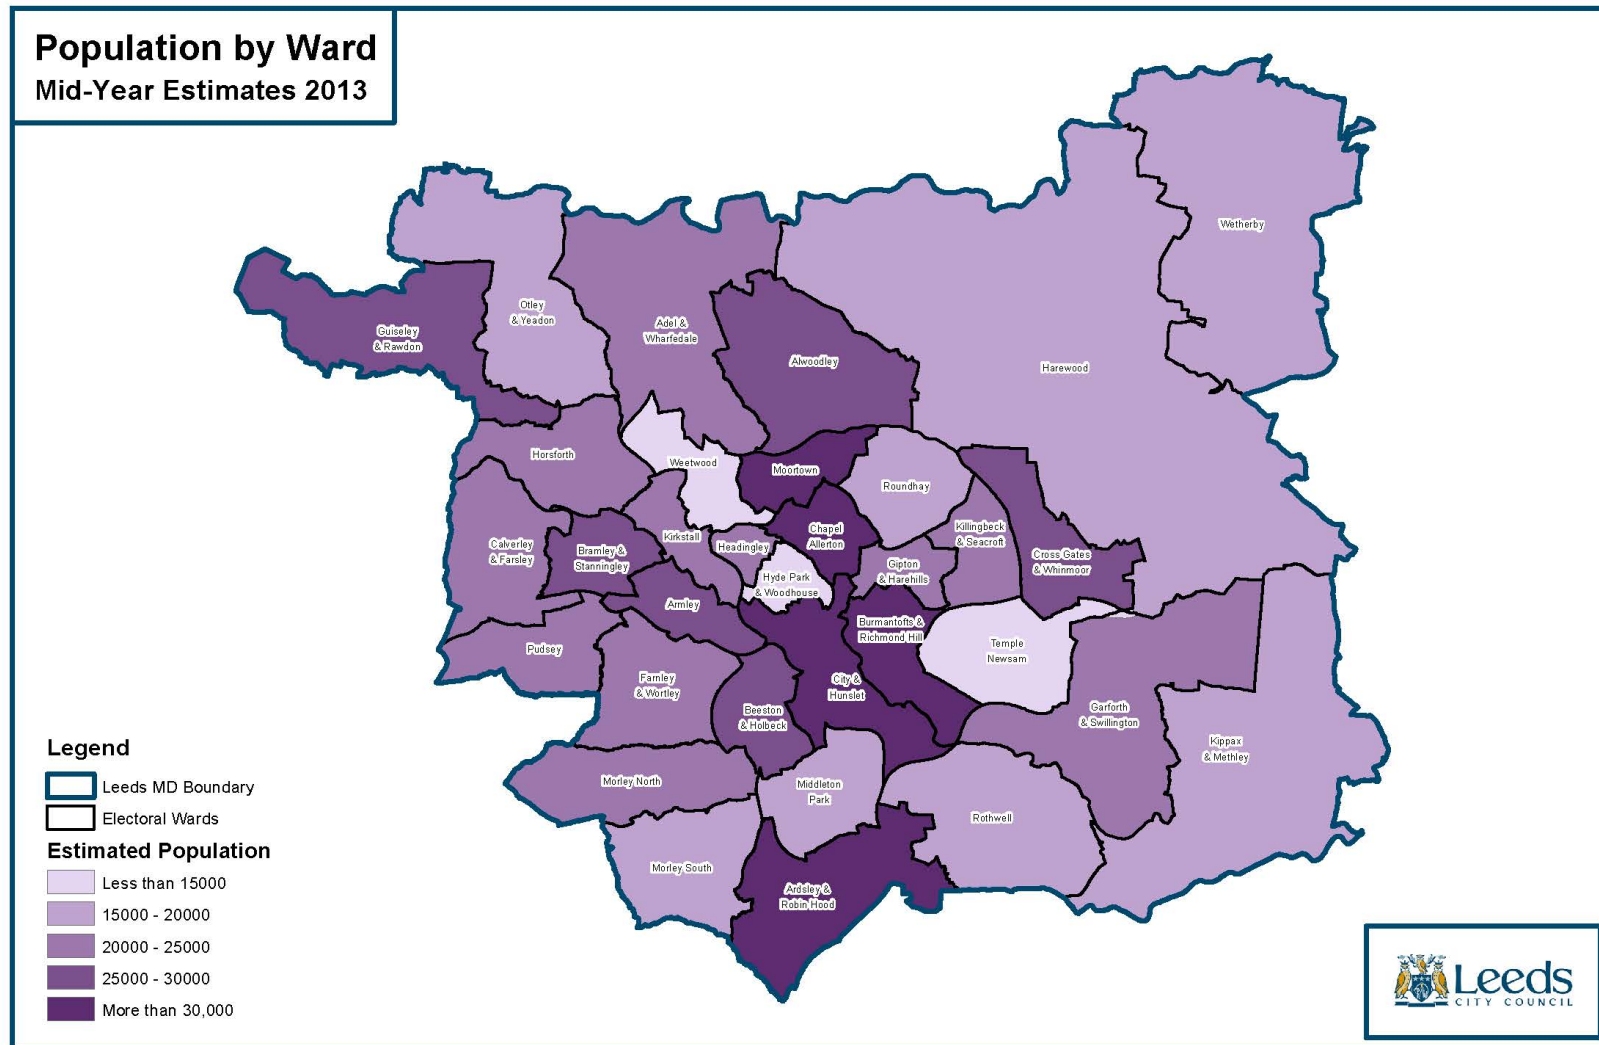 Population by Ward
Mid-Year Estimates 2013
Wetherby
Otley
& Yeadon
Guiseley
& Rawdon
Adel &
Wharfedale
Alwoodley
Harewood
Horsforth
Weetwood
Moortown
Roundhay
Calverley
& Farsley
Bramley &
Stanningley
Kirkstall
Headingley
Chapel
Allerton
Killingbeck
& Seacroft
Cross Gates
& Whinmoor
Gipton
& Harehills
Hyde Park
& Woodhouse
Armley
Burmantofts &
Richmond Hill
Temple
Newsam
Pudsey
Farnley
& Wortley
City &
Hunslet
Beeston
& Holbeck
Garforth
& Swillington
Kippax
& Methley
Morley North
Middleton
Park
Rothwell
Morley South
Ardsley &
Robin Hood
Legend
Leeds MD Boundary
Electoral Wards
Estimated Population
Less than 15000
15000 - 20000
20000 - 25000
25000 - 30000
More than 30,000
Leeds
CITY COUNCIL